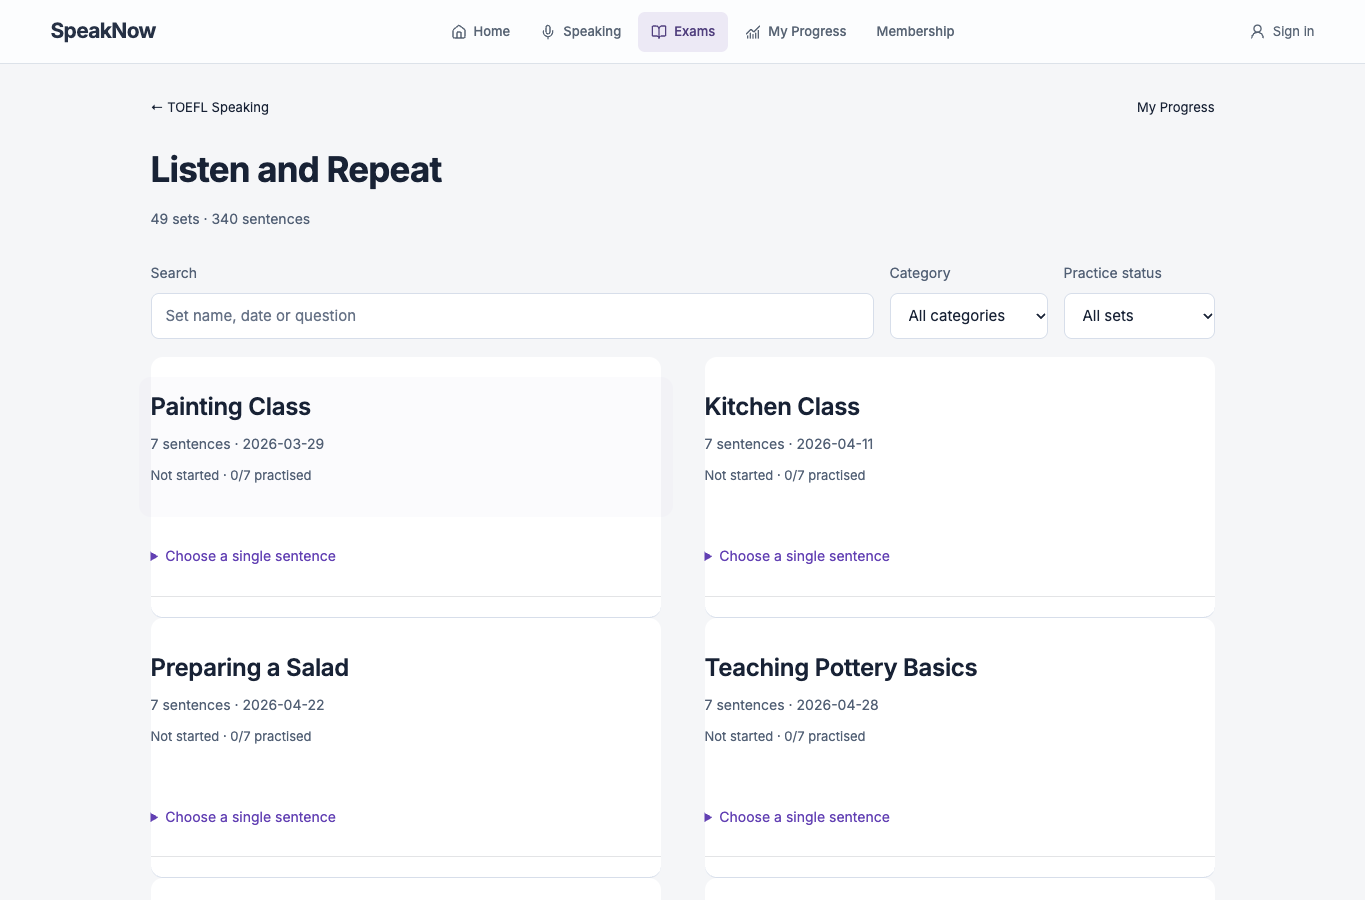 SpeakNow
Home
Speaking
Exams
My Progress
Membership
Sign In
← TOEFL Speaking
My Progress
Listen and Repeat
49 sets · 340 sentences
Search
Category
Practice status
Set name, date or question
All categories
All sets
Painting Class
7 sentences · 2026-03-29
Not started · 0/7 practised
▶ Choose a single sentence
Kitchen Class
7 sentences · 2026-04-11
Not started · 0/7 practised
▶ Choose a single sentence
Preparing a Salad
7 sentences · 2026-04-22
Not started · 0/7 practised
▶ Choose a single sentence
Teaching Pottery Basics
7 sentences · 2026-04-28
Not started · 0/7 practised
▶ Choose a single sentence